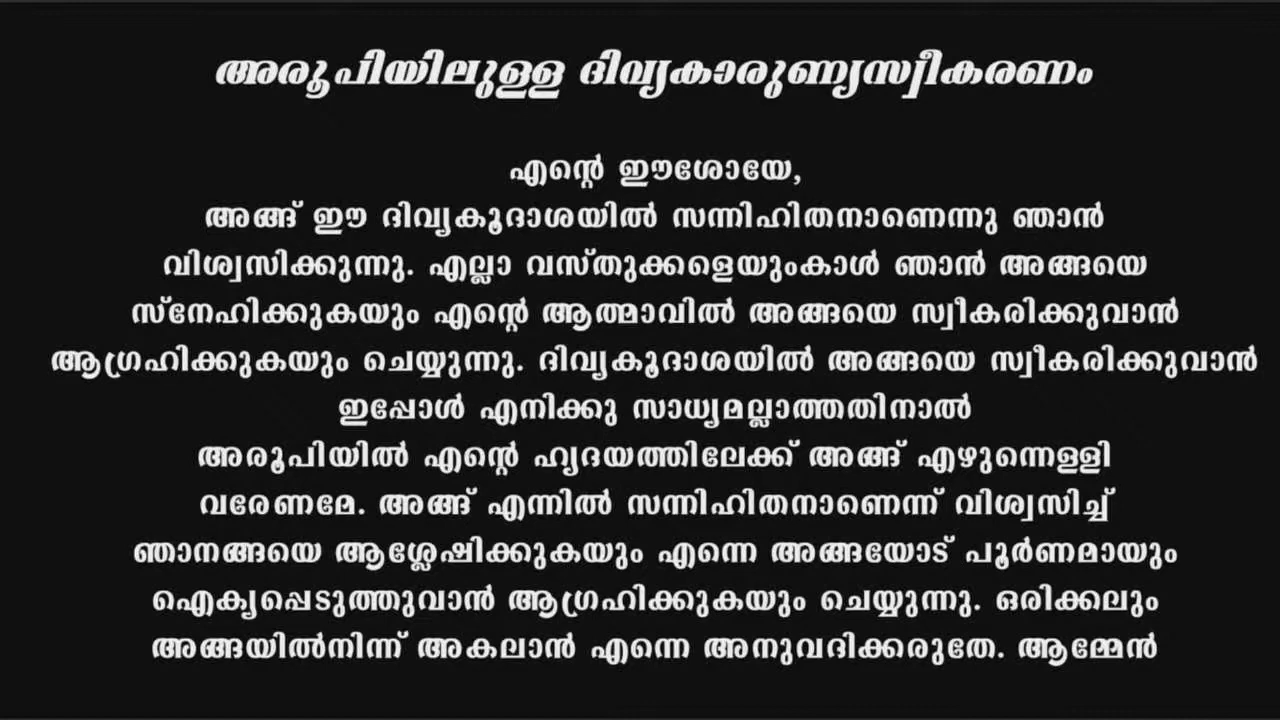 അരൂപിയിലുള്ള ദിവ്യകാരുണ്യസ്വീകരണം
എന്റെ ഈശോയേ,
അങ്ങ് ഈ ദിവ്യകൂദാശയിൽ സന്നിഹിതനാണെന്നു ഞാൻ
വിശ്വസിക്കുന്നു. എല്ലാ വസ്തുക്കളെയുംകാൾ ഞാൻ അങ്ങയെ
സ്നേഹിക്കുകയും എന്റെ ആത്മാവിൽ അങ്ങയെ സ്വീകരിക്കുവാൻ
ആഗ്രഹിക്കുകയും ചെയ്യുന്നു. ദിവ്യകൂദാശയിൽ അങ്ങയെ സ്വീകരിക്കുവാൻ
ഇപ്പോൾ എനിക്കു സാധ്യമല്ലാത്തതിനാൽ
അരൂപിയിൽ എന്റെ ഹൃദയത്തിലേക്ക് അങ്ങ് എഴുന്നെള്ളി
വരേണമേ. അങ്ങ് എന്നിൽ സന്നിഹിതനാണെന്ന് വിശ്വസിച്ച്
ഞാനങ്ങയെ ആശ്ലേഷിക്കുകയും എന്നെ അങ്ങയോട് പൂർണമായും
ഐക്യപ്പെടുത്തുവാൻ ആഗ്രഹിക്കുകയും ചെയ്യുന്നു. ഒരിക്കലും
അങ്ങയിൽനിന്ന് അകലാൻ എന്നെ അനുവദിക്കരുതേ. ആമ്മേൻ